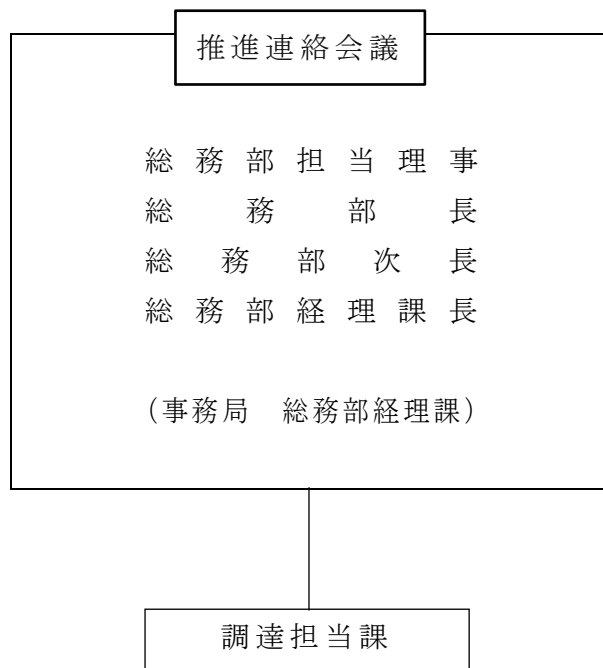 推進連絡会議
総務部担当理事
総務部長
総務部次長
総務部経理課長
（事務局　総務部経理課）
調達担当課